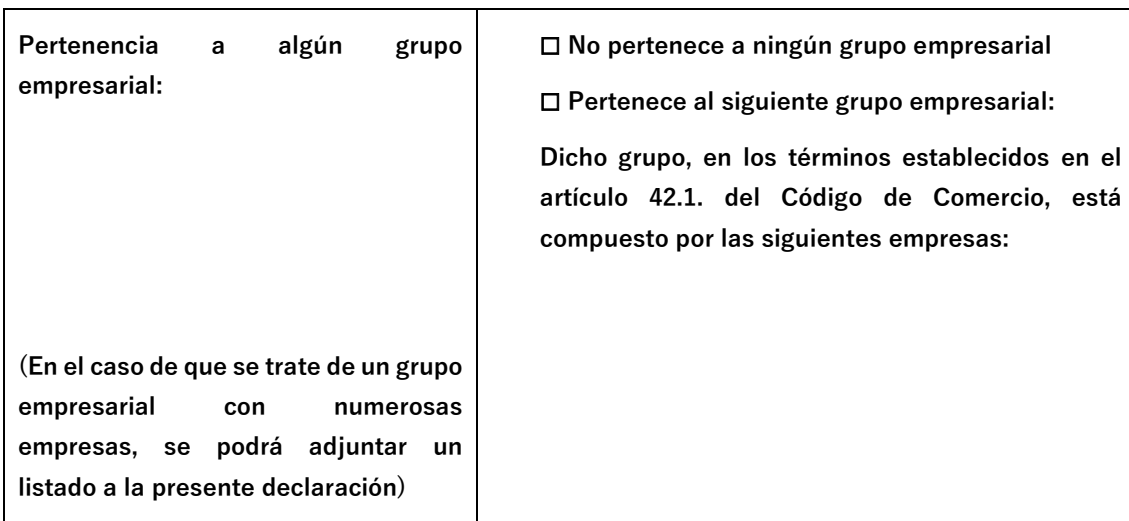 Pertenencia a algún grupo
empresarial:
(En el caso de que se trate de un grupo
empresarial con numerosas
empresas, se podrá adjuntar un
listado a la presente declaración)
☐ No pertenece a ningún grupo empresarial
☐ Pertenece al siguiente grupo empresarial:
Dicho grupo, en los términos establecidos en el
artículo 42.1. del Código de Comercio, está
compuesto por las siguientes empresas: